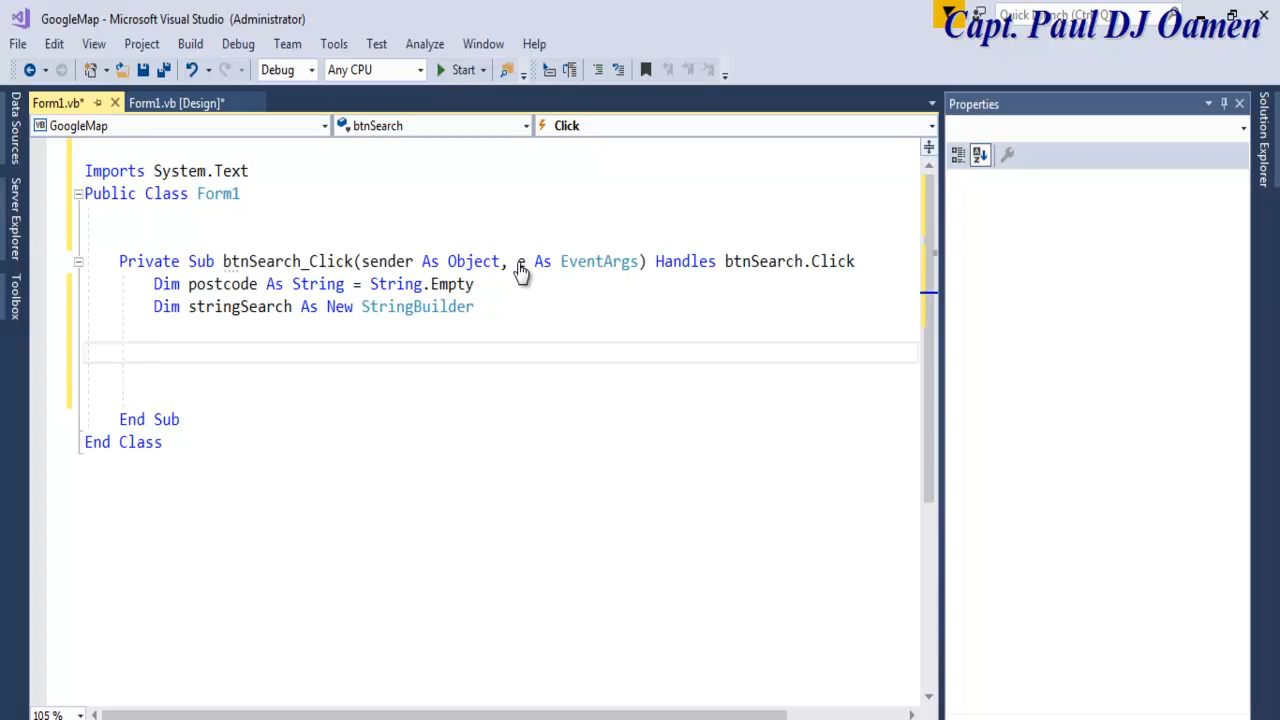 GoogleMap - Microsoft Visual Studio (Administrator)
Quick Launch (Ctrl+Q)
Capt. Paul DJ Oamen
File Edit View Project Build Debug Team Tools Test Analyze Window Help
Debug Any CPU Start
Form1.vb* Form1.vb [Design]*
Properties
GoogleMap btnSearch Click
Data Sources
Server Explorer
Toolbox
Solution Explorer
Imports System.Text
Public Class Form1
Private Sub btnSearch_Click(sender As Object, e As EventArgs) Handles btnSearch.Click
Dim postcode As String = String.Empty
Dim stringSearch As New StringBuilder
End Sub
End Class
105 %